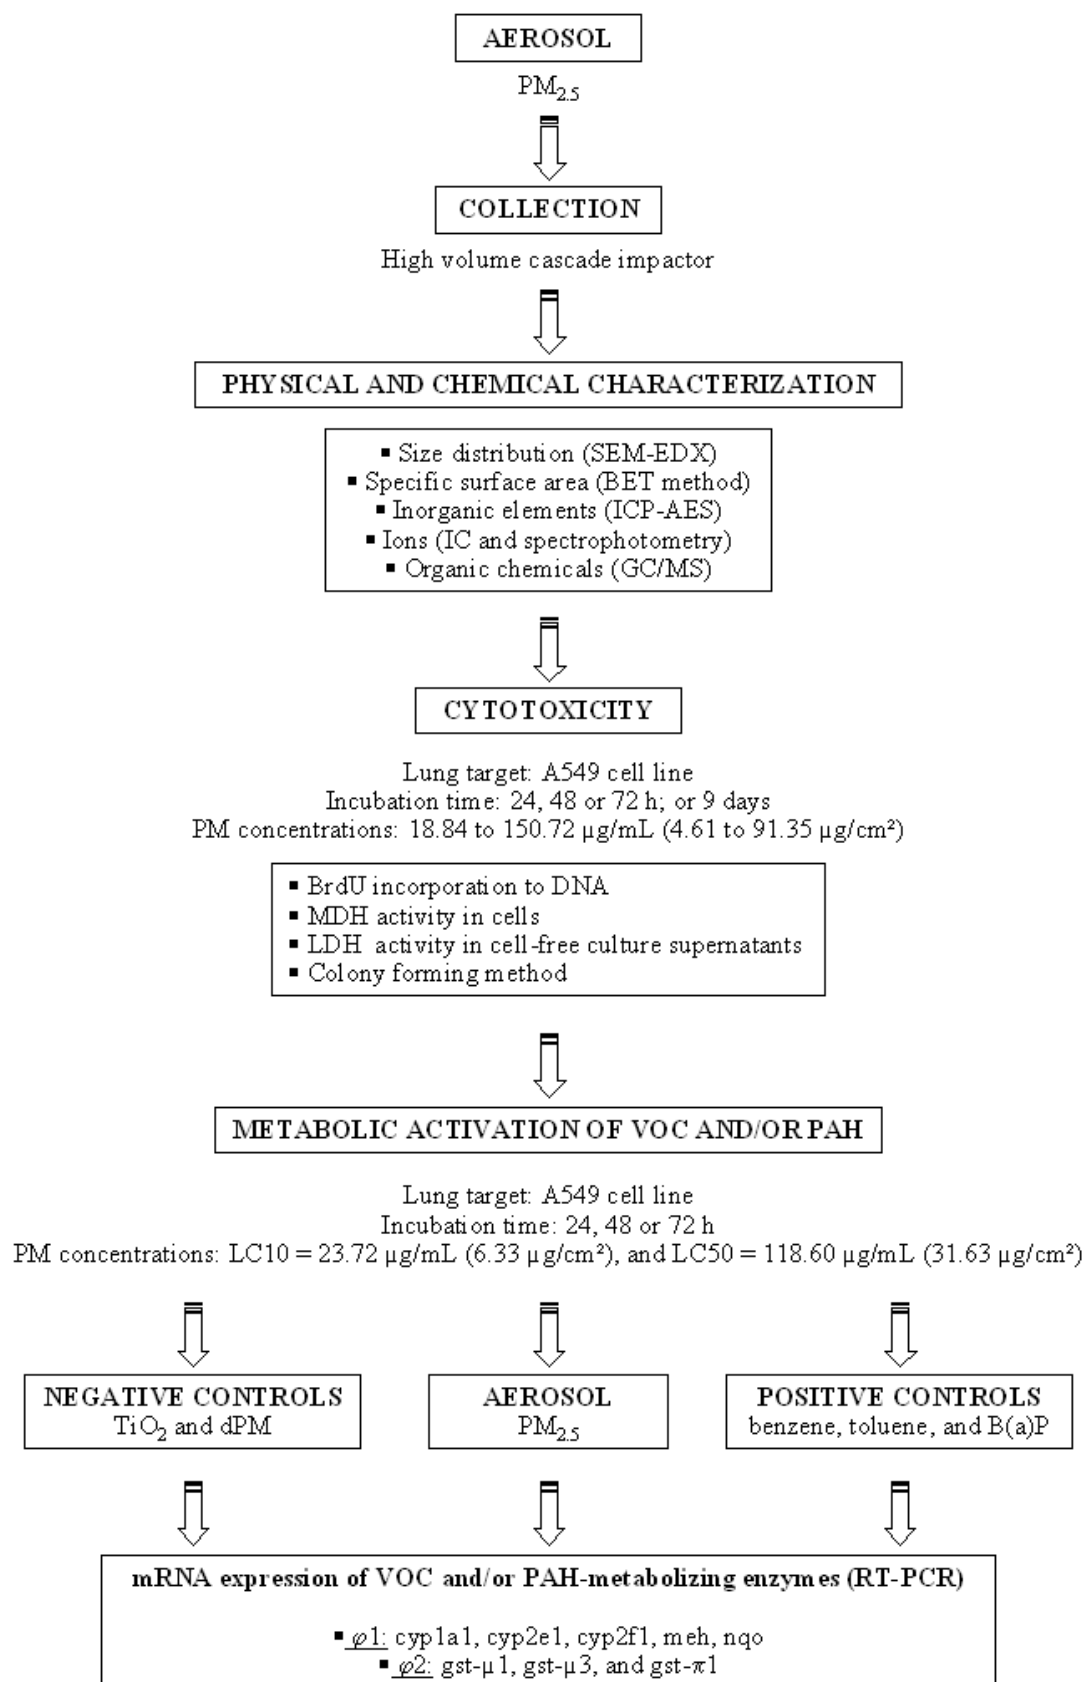 AEROSOL
PM2.5
COLLECTION
High volume cascade impactor
PHYSICAL AND CHEMICAL CHARACTERIZATION
▪ Size distribution (SEM-EDX)
▪ Specific surface area (BET method)
▪ Inorganic elements (ICP-AES)
▪ Ions (IC and spectrophotometry)
▪ Organic chemicals (GC/MS)
CYTOTOXICITY
Lung target: A549 cell line
Incubation time: 24, 48 or 72 h; or 9 days
PM concentrations: 18.84 to 150.72 µg/mL (4.61 to 91.35 µg/cm²)
▪ BrdU incorporation to DNA
▪ MDH activity in cells
▪ LDH activity in cell-free culture supernatants
▪ Colony forming method
METABOLIC ACTIVATION OF VOC AND/OR PAH
Lung target: A549 cell line
Incubation time: 24, 48 or 72 h
PM concentrations: LC10 = 23.72 µg/mL (6.33 µg/cm²), and LC50 = 118.60 µg/mL (31.63 µg/cm²)
NEGATIVE CONTROLS
TiO2 and dPM
AEROSOL
PM2.5
POSITIVE CONTROLS
benzene, toluene, and B(a)P
mRNA expression of VOC and/or PAH-metabolizing enzymes (RT-PCR)
▪ φ1: cyp1a1, cyp2e1, cyp2f1, meh, nqo
▪ φ2: gst-µ1, gst-µ3, and gst-π1